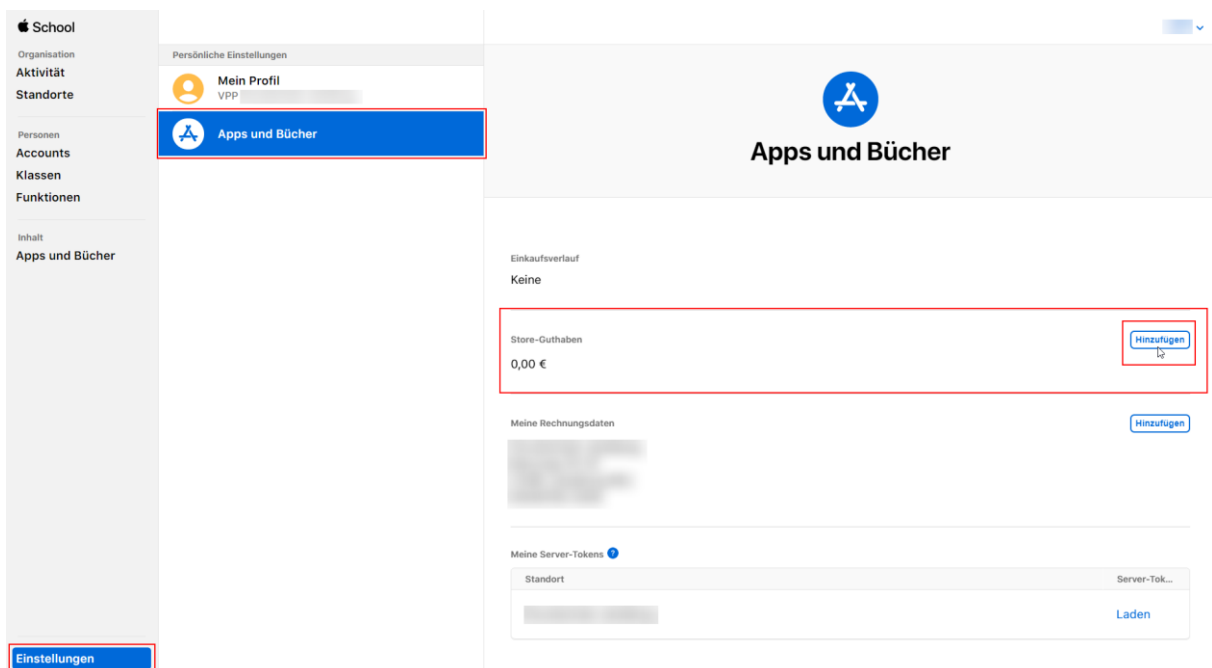 School
Organisation
Aktivität
Standorte
Personen
Accounts
Klassen
Funktionen
Inhalt
Apps und Bücher
Einstellungen
Persönliche Einstellungen
Mein Profil
VPP
Apps und Bücher
Apps und Bücher
Einkaufsverlauf
Keine
Store-Guthaben
Hinzufügen
0,00 €
Meine Rechnungsdaten
Hinzufügen
Meine Server-Tokens ?
Standort
Server-Tok...
Laden